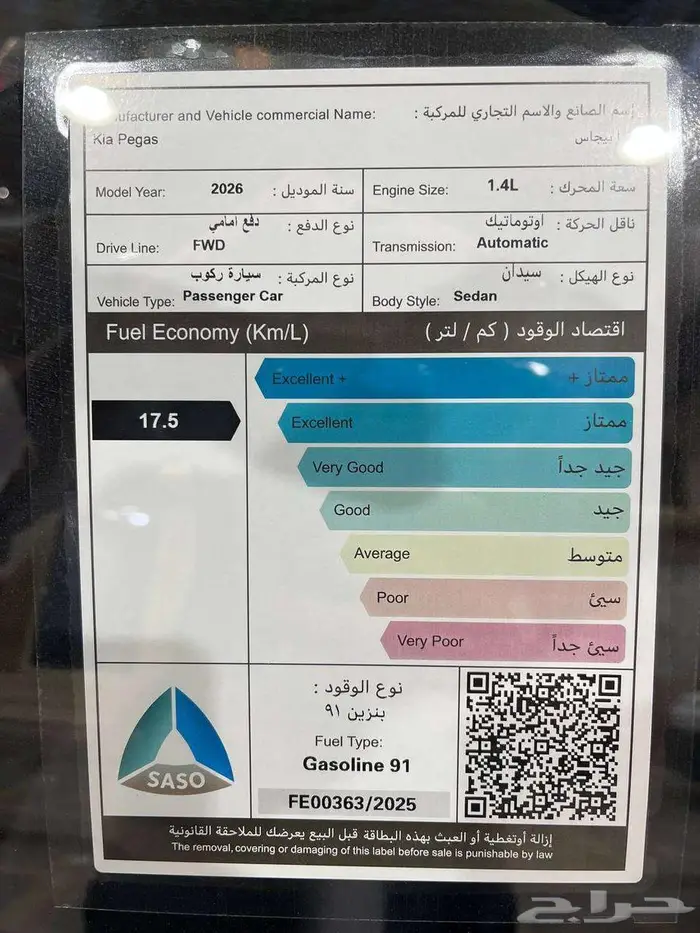 Manufacturer and Vehicle commercial Name:
إسم الصانع والاسم التجاري للمركبة :
Kia Pegas
بيجاس
Model Year: 2026 سنة الموديل :
Engine Size: 1.4L سعة المحرك :
Drive Line: دفع امامي FWD نوع الدفع :
Transmission: أوتوماتيك Automatic ناقل الحركة :
Vehicle Type: سيارة ركوب Passenger Car نوع المركبة :
Body Style: سيدان Sedan نوع الهيكل :
Fuel Economy (Km/L) اقتصاد الوقود ( كم / لتر )
17.5
Excellent + ممتاز +
Excellent ممتاز
Very Good جيد جداً
Good جيد
Average متوسط
Poor سيئ
Very Poor سيئ جداً
SASO
نوع الوقود :
بنزين ٩١
Fuel Type:
Gasoline 91
FE00363/2025
إزالة أوتغطية أو العبث بهذه البطاقة قبل البيع يعرضك للملاحقة القانونية
The removal, covering or damaging of this label before sale is punishable by law
حراج